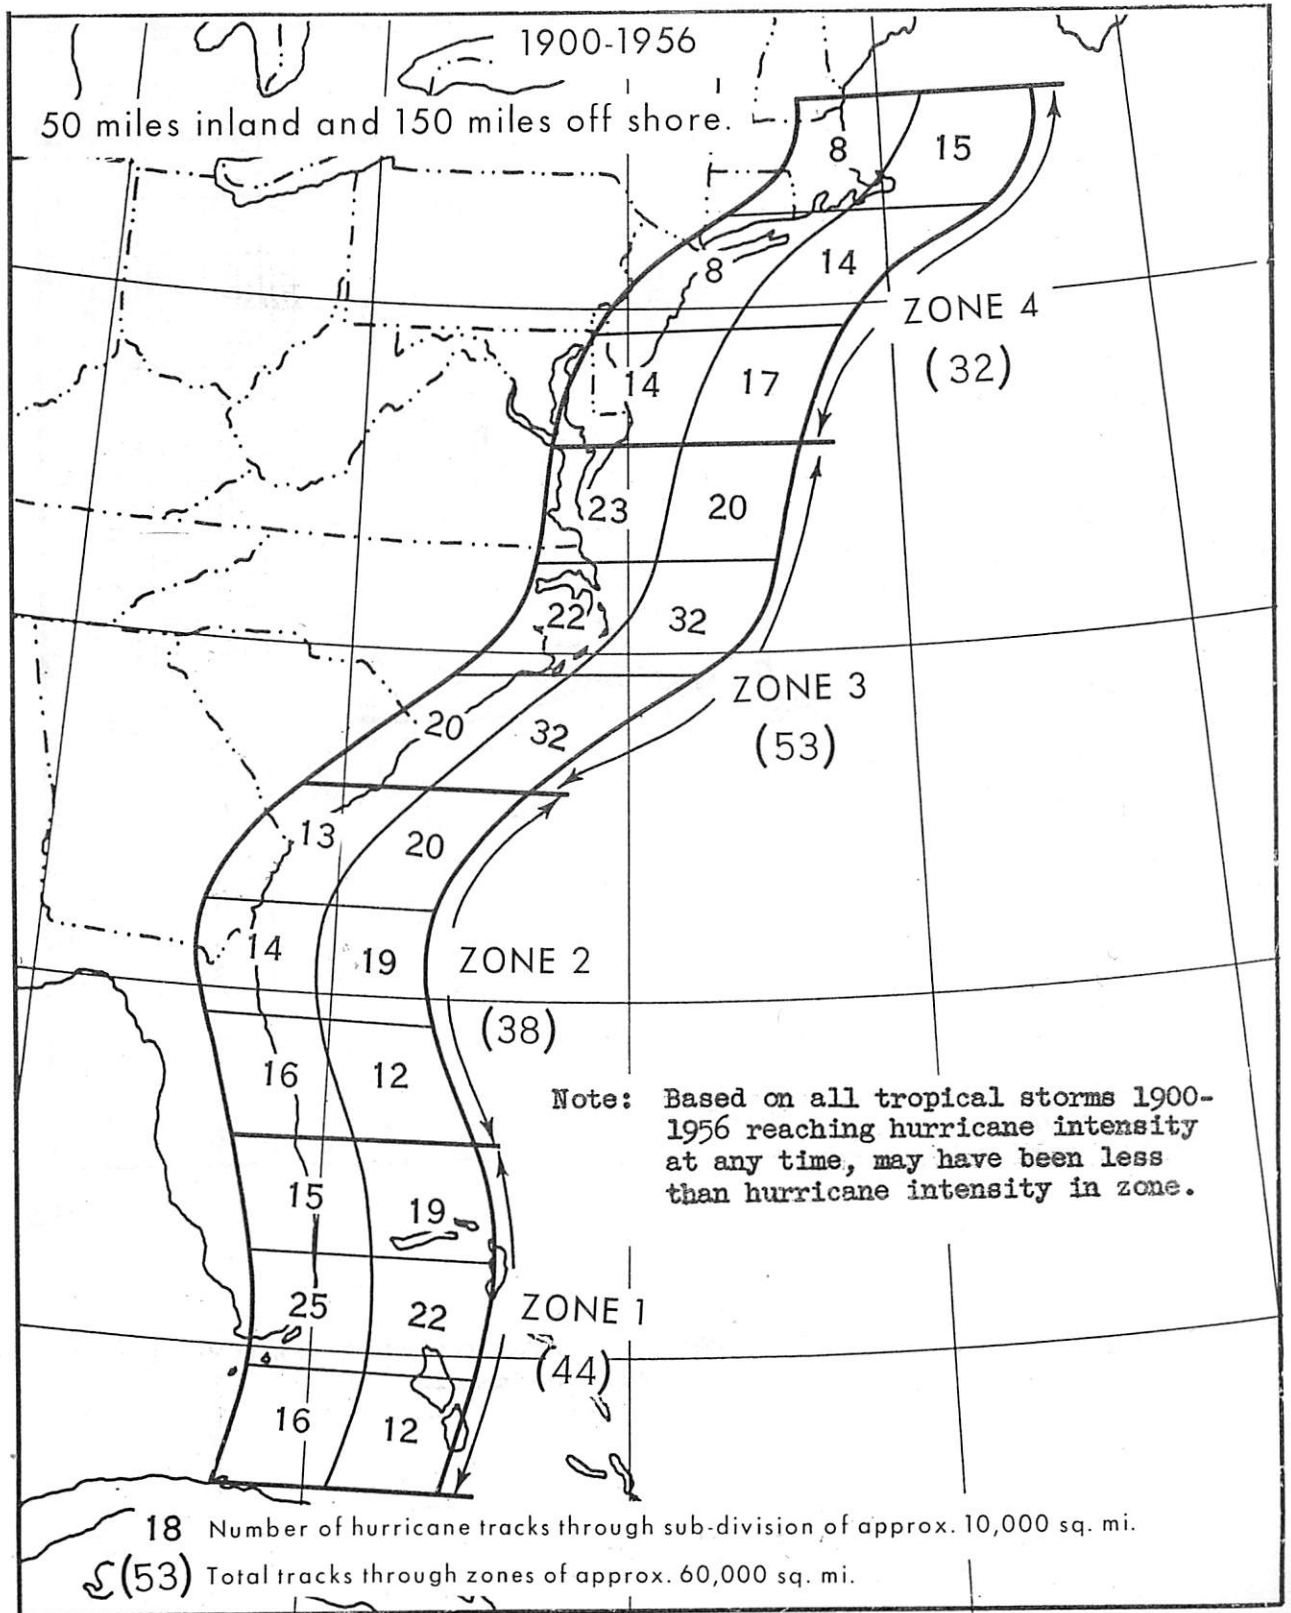 1900-1956
50 miles inland and 150 miles off shore.
8 15
8 14
ZONE 4
(32)
14 17
23 20
22 32
ZONE 3
(53)
20 32
13 20
14 19
ZONE 2
(38)
16 12
Note: Based on all tropical storms 1900-
1956 reaching hurricane intensity
at any time, may have been less
than hurricane intensity in zone.
15 19
25 22
ZONE 1
(44)
16 12
18 Number of hurricane tracks through sub-division of approx. 10,000 sq. mi.
(53) Total tracks through zones of approx. 60,000 sq. mi.